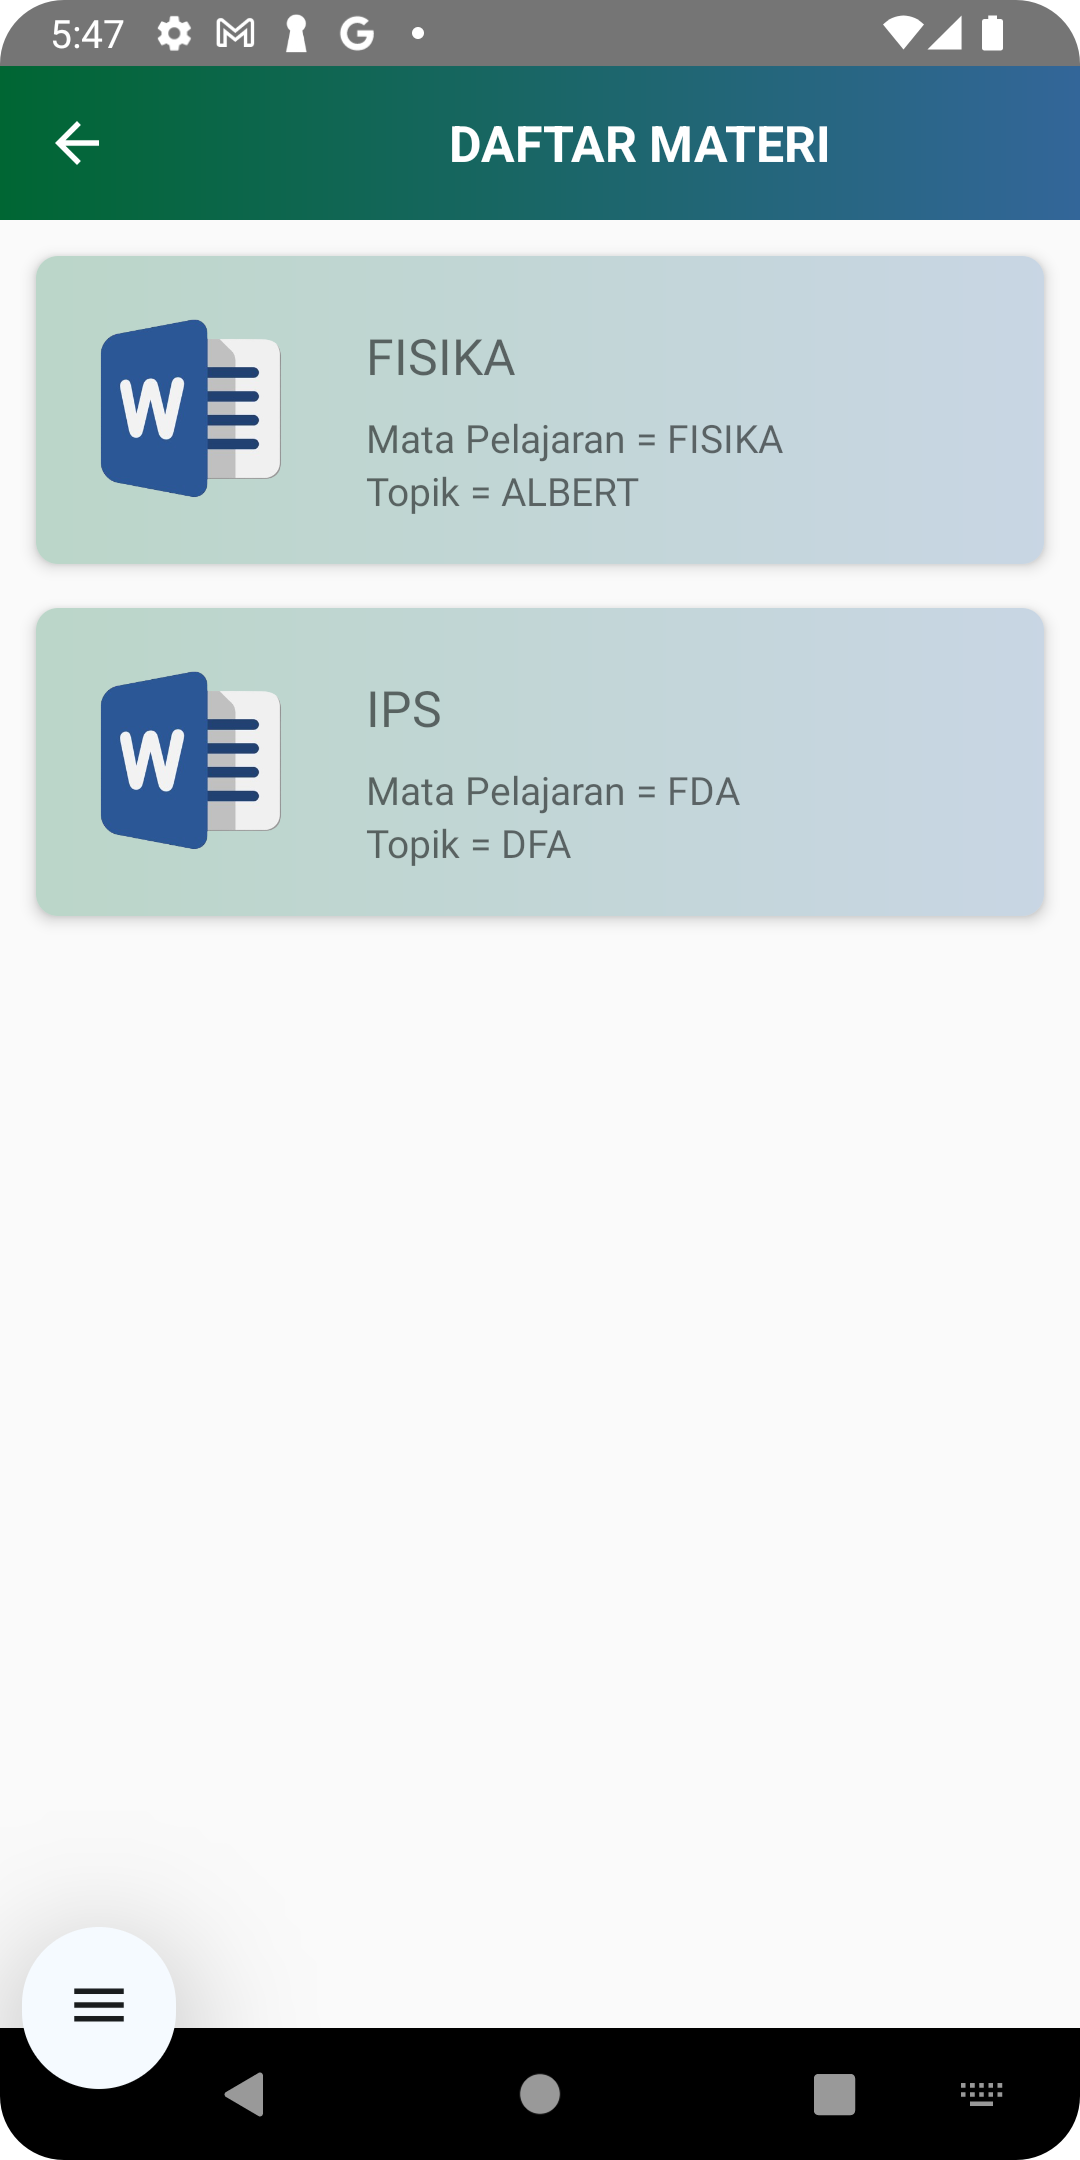 5:47
DAFTAR MATERI
W
FISIKA
Mata Pelajaran = FISIKA
Topik = ALBERT
W
IPS
Mata Pelajaran = FDA
Topik = DFA